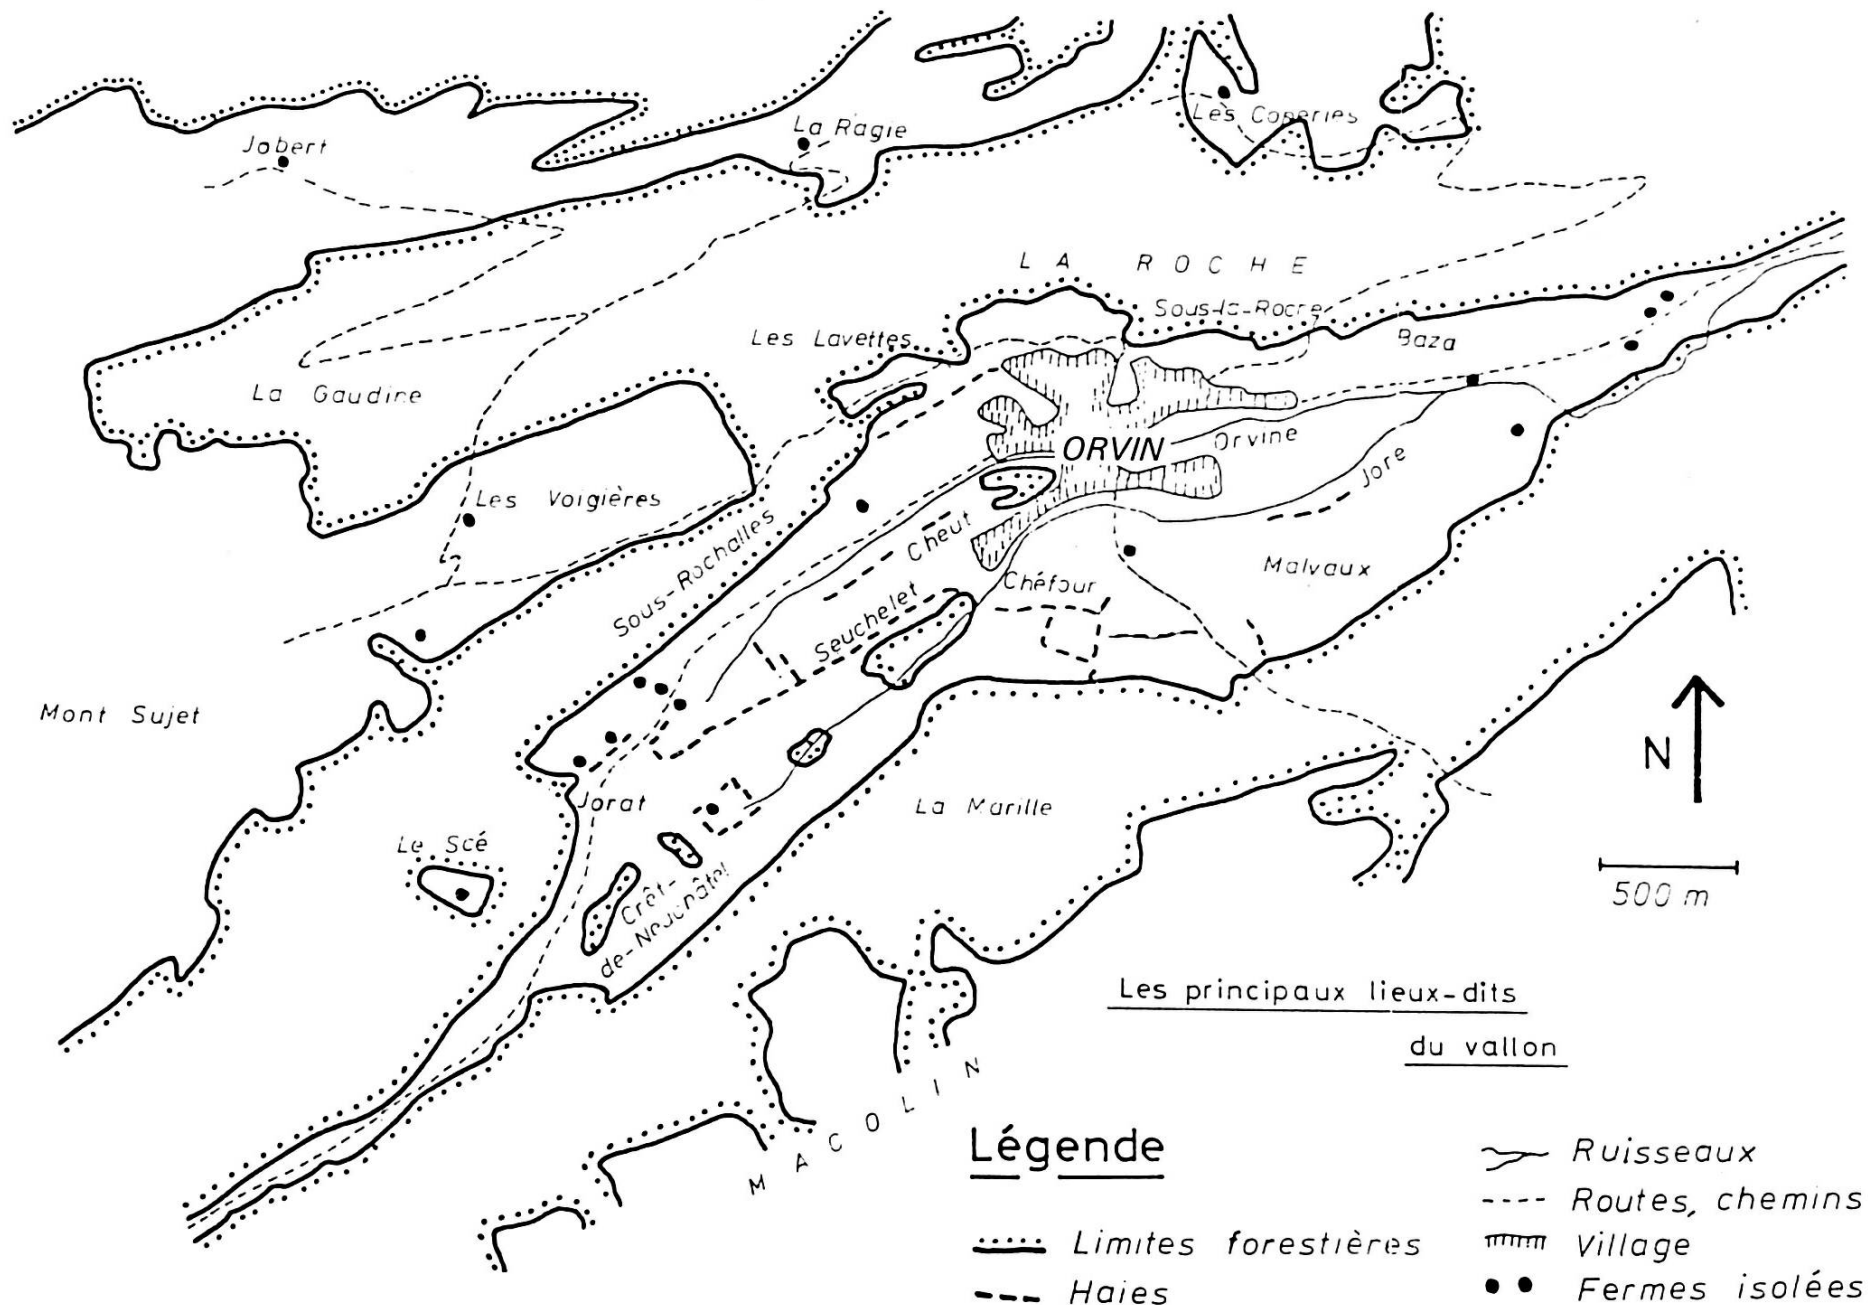 Jobert
La Ragie
Les Coperies
LA ROCHE
Sous-la-Roche
Les Lavettes
Baza
La Gaudine
ORVIN
Orvine
Jore
Les Voigières
Sous-Rochalles
Cheut
Chéfour
Malvaux
Seuchelet
Mont Sujet
N
Jorat
La Marille
Le Scé
500 m
Crêt-
de-Neuchâtel
Les principaux lieux-dits
du vallon
MACOLIN
Légende
Limites forestières
Haies
Ruisseaux
Routes, chemins
Village
Fermes isolées